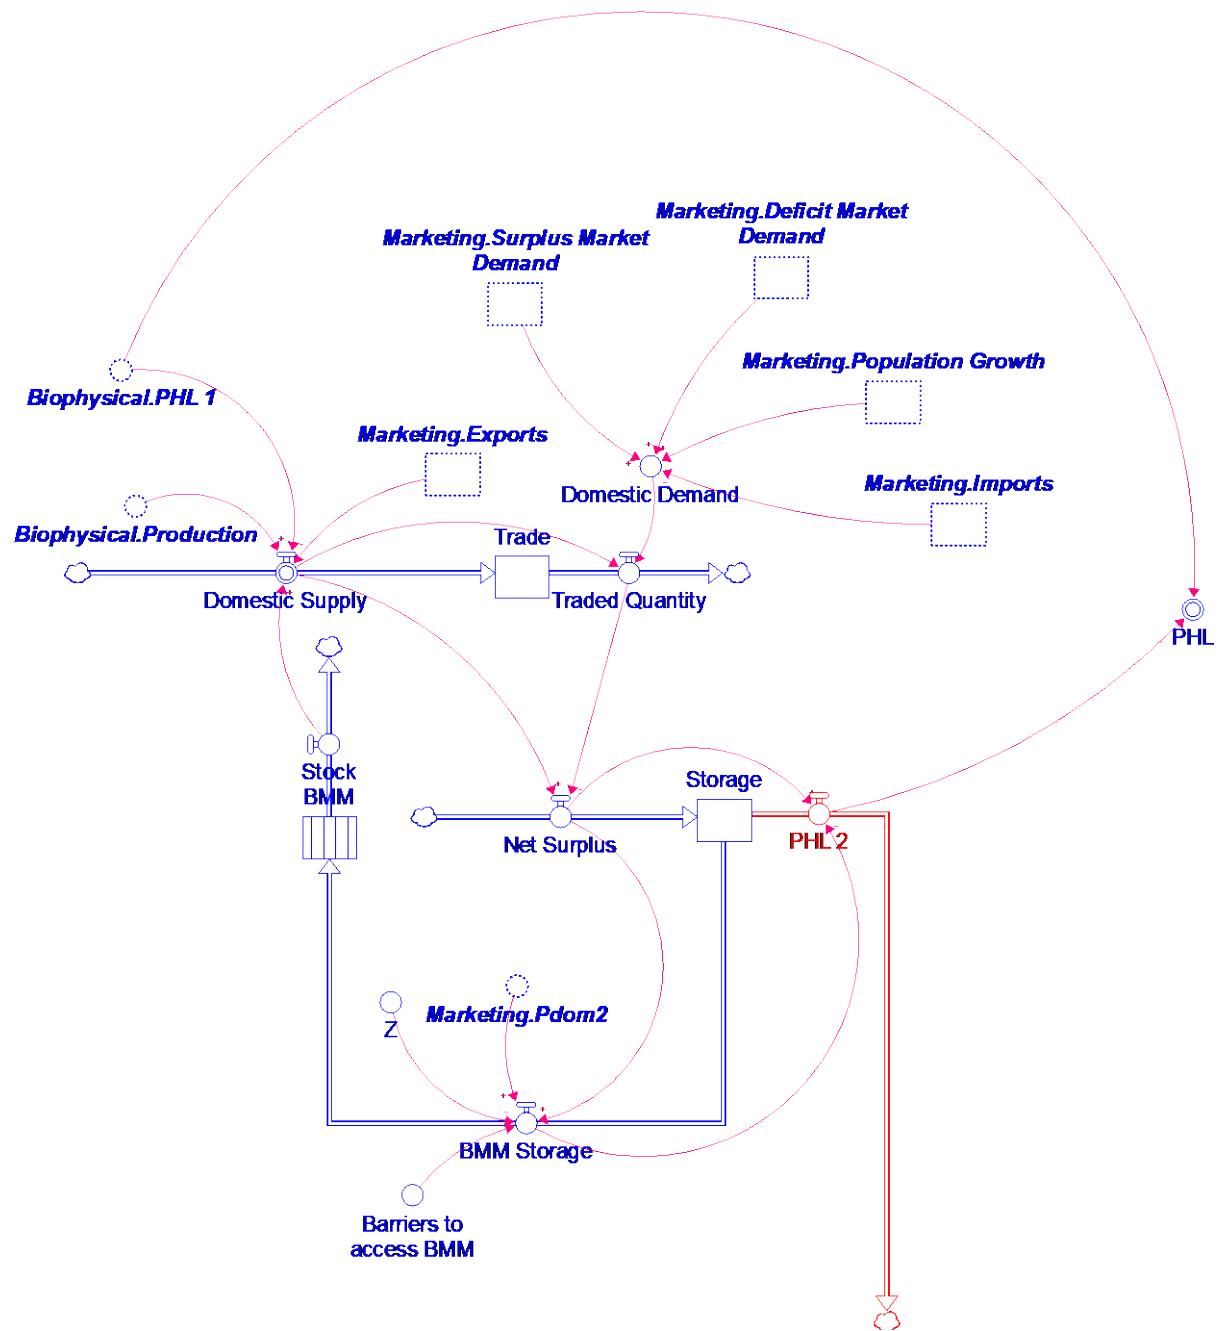 Marketing.Deficit Market
Demand
Marketing.Surplus Market
Demand
Marketing.Population Growth
Biophysical.PHL 1
Marketing.Exports
Marketing.Imports
Domestic Demand
Biophysical.Production
Trade
Domestic Supply
Traded Quantity
PHL
Stock
BMM
Storage
Net Surplus
PHL 2
Marketing.Pdom2
Z
BMM Storage
Barriers to
access BMM